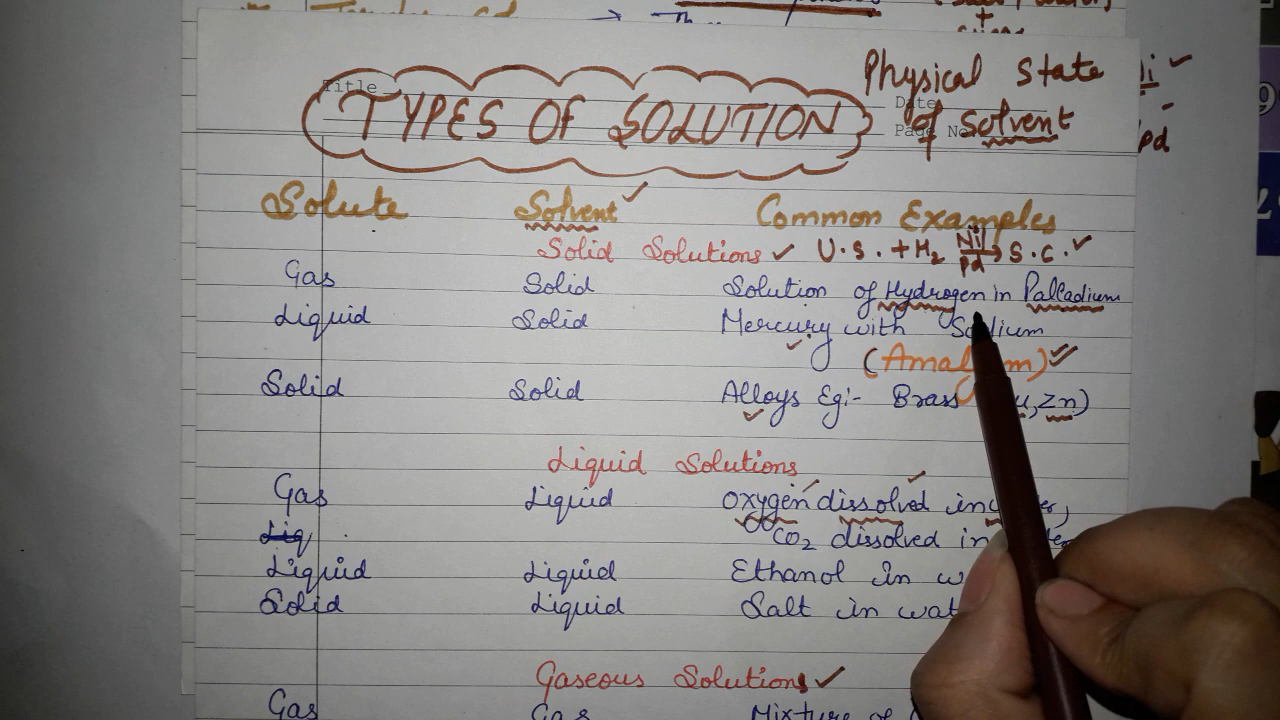 Title
Date
Page No
TYPES OF SOLUTION
Physical State
of Solvent
Solute Solvent Common Examples
Solid Solutions U.S. + H2 Ni Pd S.C.
Gas Solid Solution of Hydrogen in Palladium
Liquid Solid Mercury with Sodium
Solid Solid Alloys Eg:- Brass Zn)
Liquid Solutions
Gas Liquid Oxygen dissolved in
Liq CO2 dissolved in
Liquid Liquid Ethanol in
Solid Liquid Salt in
Gaseous Solutions
Gas Gas Mixture of
Pd